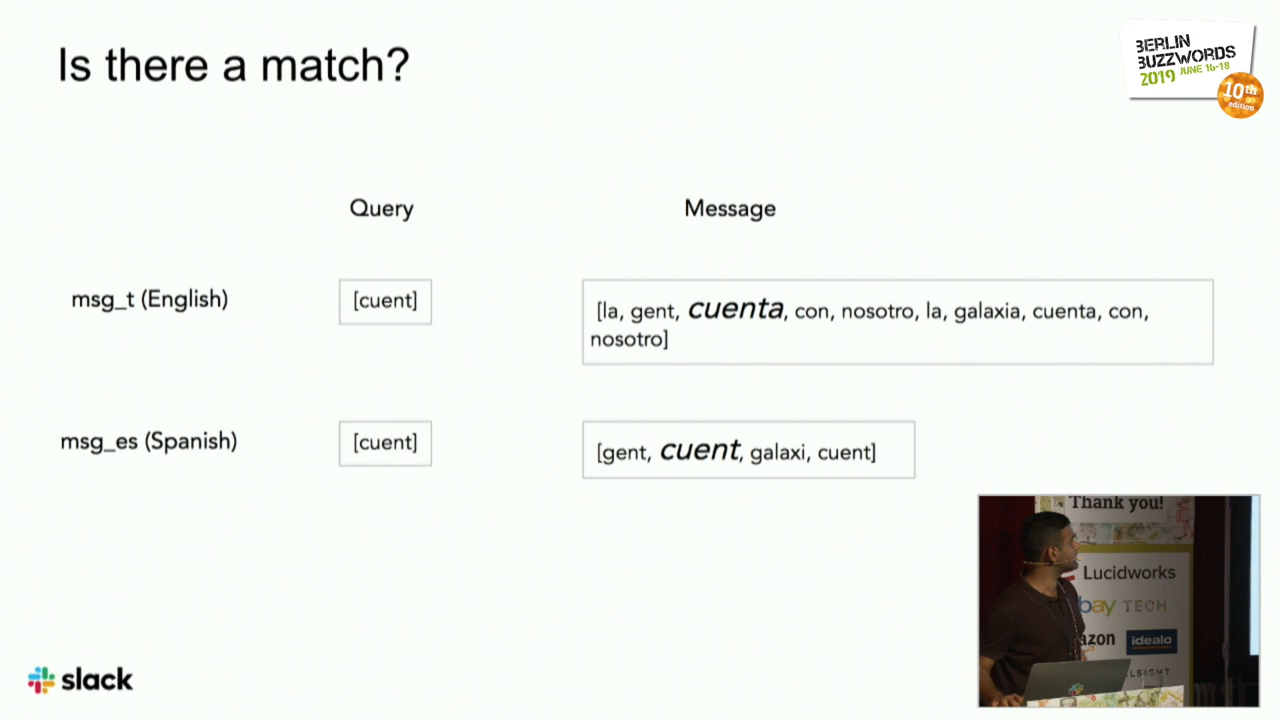 Is there a match?
BERLIN
BUZZWORDS
2019 JUNE 16-18
10th
edition
Query
Message
msg_t (English)
[cuent]
[la, gent, cuenta, con, nosotro, la, galaxia, cuenta, con,
nosotro]
msg_es (Spanish)
[cuent]
[gent, cuent, galaxi, cuent]
Thank you!
Lucidworks
bay TECH
azon
idealo
slack